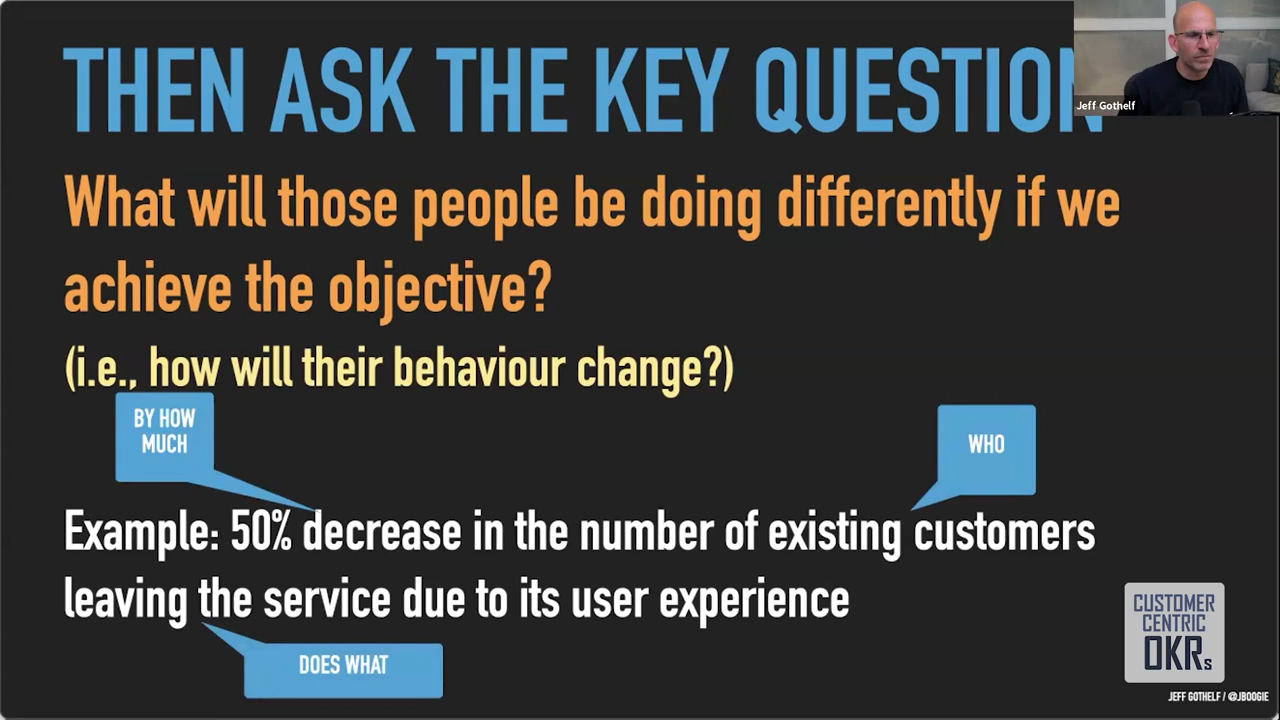 THEN ASK THE KEY QUESTION
Jeff Gothelf
What will those people be doing differently if we
achieve the objective?
(i.e., how will their behaviour change?)
BY HOW
MUCH
WHO
Example: 50% decrease in the number of existing customers
leaving the service due to its user experience
DOES WHAT
CUSTOMER
CENTRIC
OKRs
JEFF GOTHELF / @JBOOGIE